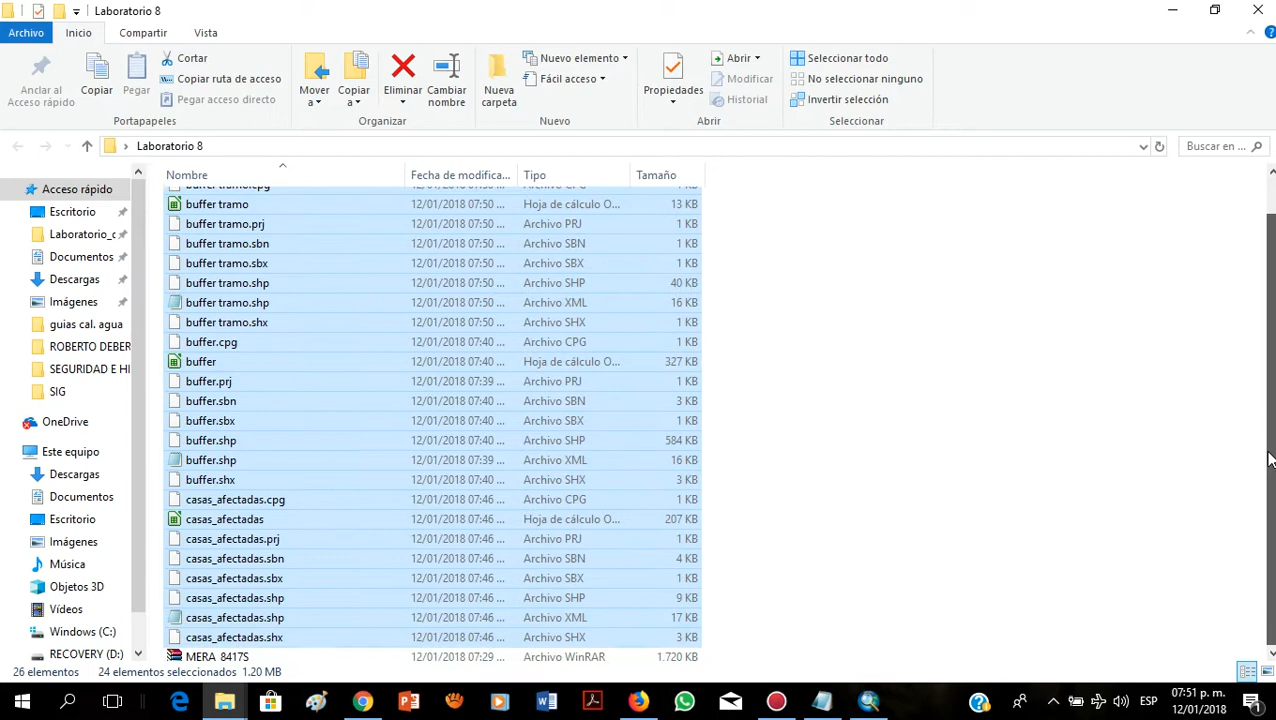 Laboratorio 8
Archivo Inicio Compartir Vista
Anclar al Acceso rápido
Copiar
Pegar
Cortar
Copiar ruta de acceso
Pegar acceso directo
Portapapeles
Mover a
Copiar a
Eliminar
Cambiar nombre
Organizar
Nueva carpeta
Nuevo elemento
Fácil acceso
Nuevo
Propiedades
Abrir
Modificar
Historial
Abrir
Seleccionar todo
No seleccionar ninguno
Invertir selección
Seleccionar
Laboratorio 8
Buscar en ...
Acceso rápido
Escritorio
Laboratorio_c
Documentos
Descargas
Imágenes
guias cal. agua
ROBERTO DEBER
SEGURIDAD E HI
SIG
OneDrive
Este equipo
Descargas
Documentos
Escritorio
Imágenes
Música
Objetos 3D
Vídeos
Windows (C:)
RECOVERY (D:)
Nombre Fecha de modifica... Tipo Tamaño
buffer tramo.cpg 12/01/2018 07:50 ... Archivo CPG 1 KB
buffer tramo 12/01/2018 07:50 ... Hoja de cálculo O... 13 KB
buffer tramo.prj 12/01/2018 07:50 ... Archivo PRJ 1 KB
buffer tramo.sbn 12/01/2018 07:50 ... Archivo SBN 1 KB
buffer tramo.sbx 12/01/2018 07:50 ... Archivo SBX 1 KB
buffer tramo.shp 12/01/2018 07:50 ... Archivo SHP 40 KB
buffer tramo.shp 12/01/2018 07:50 ... Archivo XML 16 KB
buffer tramo.shx 12/01/2018 07:50 ... Archivo SHX 1 KB
buffer.cpg 12/01/2018 07:40 ... Archivo CPG 1 KB
buffer 12/01/2018 07:40 ... Hoja de cálculo O... 327 KB
buffer.prj 12/01/2018 07:39 ... Archivo PRJ 1 KB
buffer.sbn 12/01/2018 07:40 ... Archivo SBN 3 KB
buffer.sbx 12/01/2018 07:40 ... Archivo SBX 1 KB
buffer.shp 12/01/2018 07:40 ... Archivo SHP 584 KB
buffer.shp 12/01/2018 07:39 ... Archivo XML 16 KB
buffer.shx 12/01/2018 07:40 ... Archivo SHX 3 KB
casas_afectadas.cpg 12/01/2018 07:46 ... Archivo CPG 1 KB
casas_afectadas 12/01/2018 07:46 ... Hoja de cálculo O... 207 KB
casas_afectadas.prj 12/01/2018 07:46 ... Archivo PRJ 1 KB
casas_afectadas.sbn 12/01/2018 07:46 ... Archivo SBN 4 KB
casas_afectadas.sbx 12/01/2018 07:46 ... Archivo SBX 1 KB
casas_afectadas.shp 12/01/2018 07:46 ... Archivo SHP 9 KB
casas_afectadas.shp 12/01/2018 07:46 ... Archivo XML 17 KB
casas_afectadas.shx 12/01/2018 07:46 ... Archivo SHX 3 KB
MERA_8417S 12/01/2018 07:29 ... Archivo WinRAR 1.720 KB
26 elementos 24 elementos seleccionados 1.20 MB
ESP
07:51 p. m.
12/01/2018
1